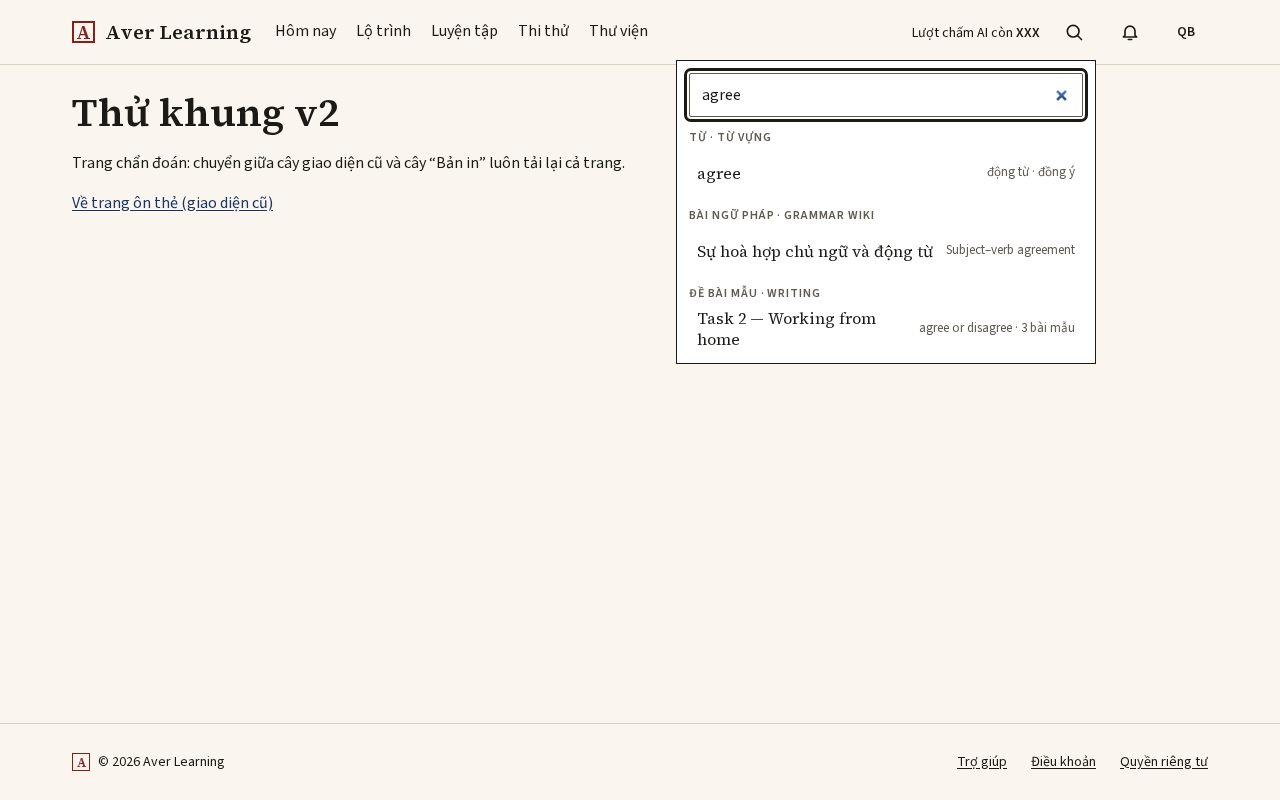 A Aver Learning Hôm nay Lộ trình Luyện tập Thi thử Thư viện Lượt chấm AI còn XXX QB
agree
Thử khung v2
TỪ · TỪ VỰNG
Trang chẩn đoán: chuyển giữa cây giao diện cũ và cây “Bản in” luôn tải lại cả trang.
agree động từ · đồng ý
Về trang ôn thẻ (giao diện cũ)
BÀI NGỮ PHÁP · GRAMMAR WIKI
Sự hoà hợp chủ ngữ và động từ Subject–verb agreement
ĐỀ BÀI MẪU · WRITING
Task 2 — Working from
home
agree or disagree · 3 bài mẫu
A © 2026 Aver Learning Trợ giúp Điều khoản Quyền riêng tư